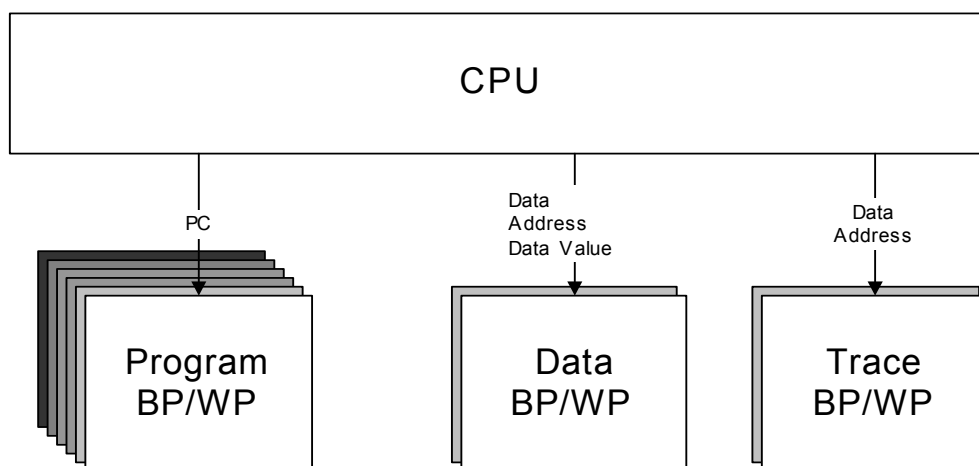 CPU
PC
Data
Address
Data Value
Data
Address
Program
BP/WP
Data
BP/WP
Trace
BP/WP